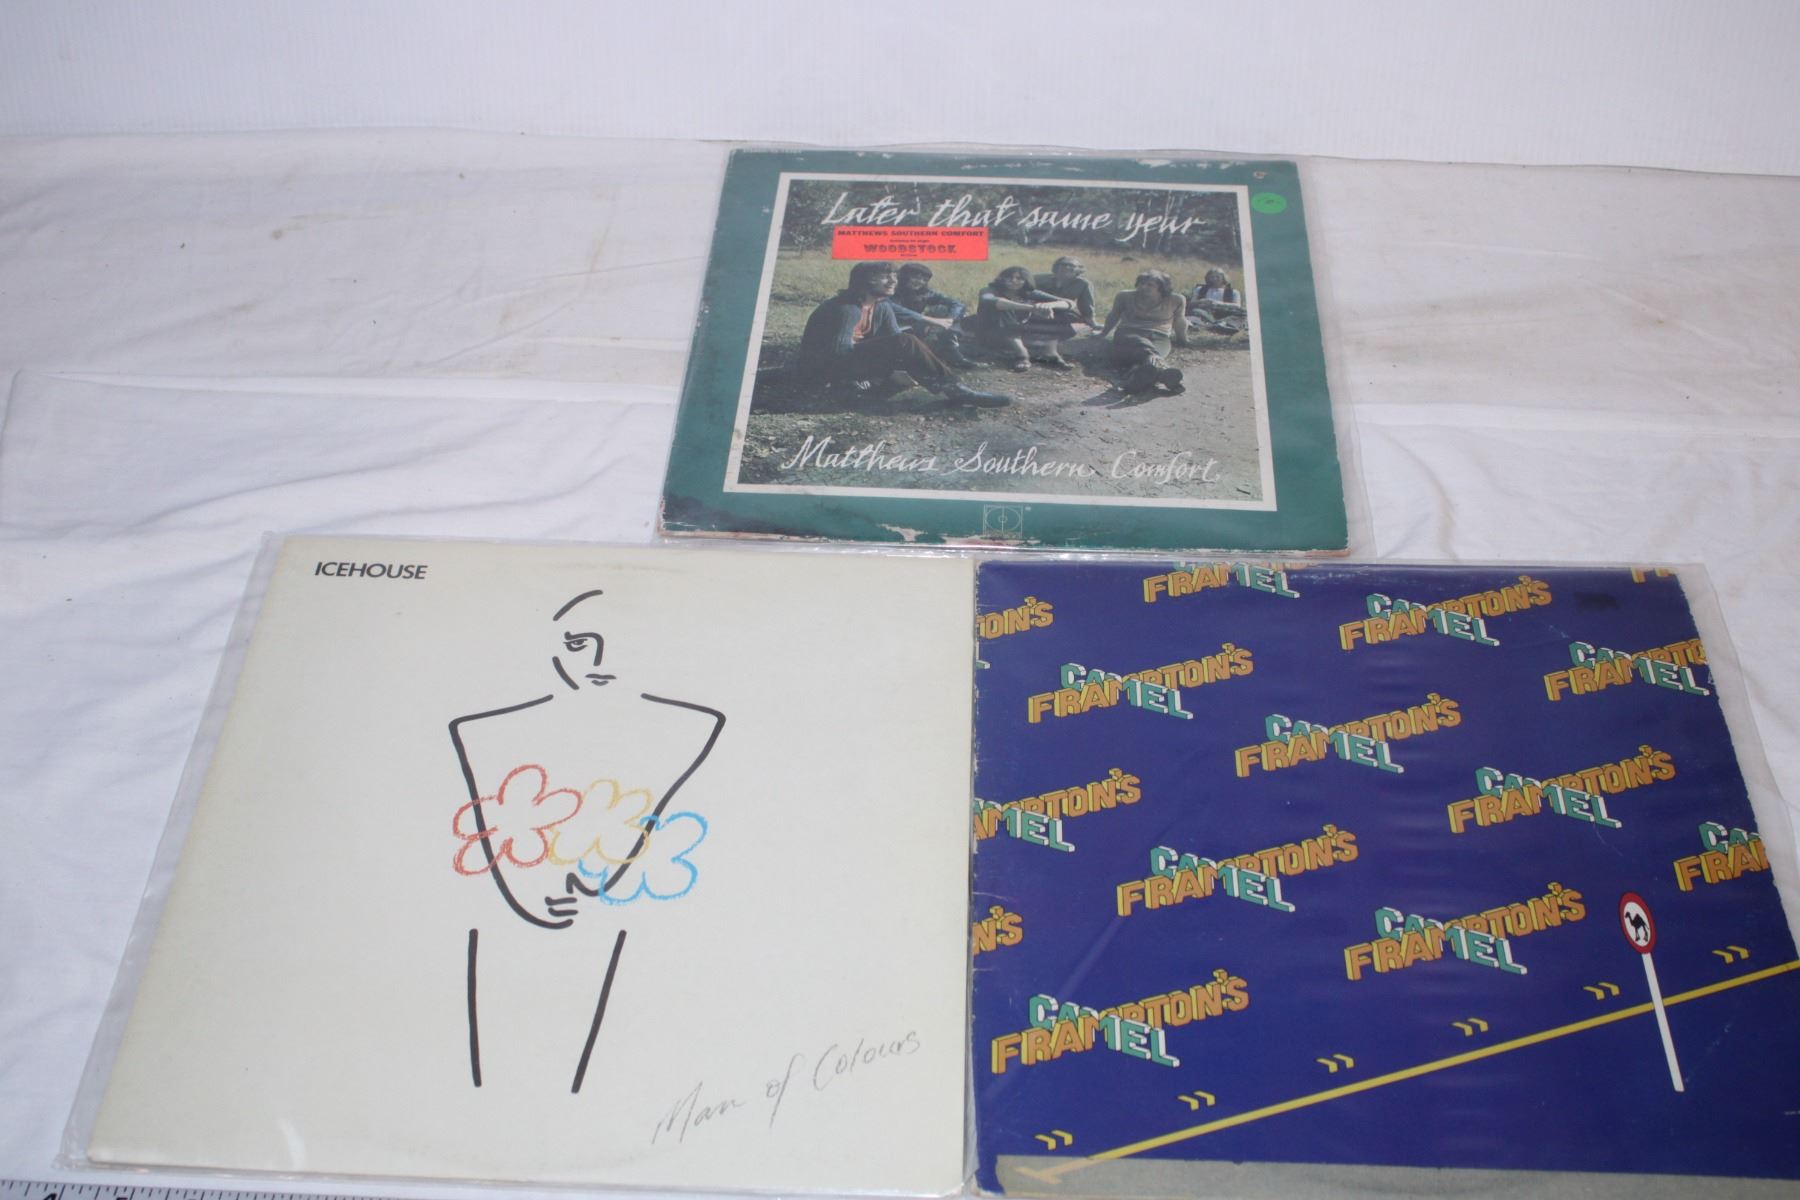 Later that same year
MATTHEWS SOUTHERN COMFORT
WOODSTOCK
Matthews Southern Comfort
ICEHOUSE
Man of Colours
FRAMEL
CAMPTON'S
FRAMEL
TON'S
CAMPTON'S
FRAMEL
CAMPTON'S
FRAMEL
CAMPTON'S
FRAMEL
CAMPTON'S
FRAMEL
CAMPTON'S
FRAMEL
CAMPTON'S
FRAMEL
CAMPTON'S
FRAMEL